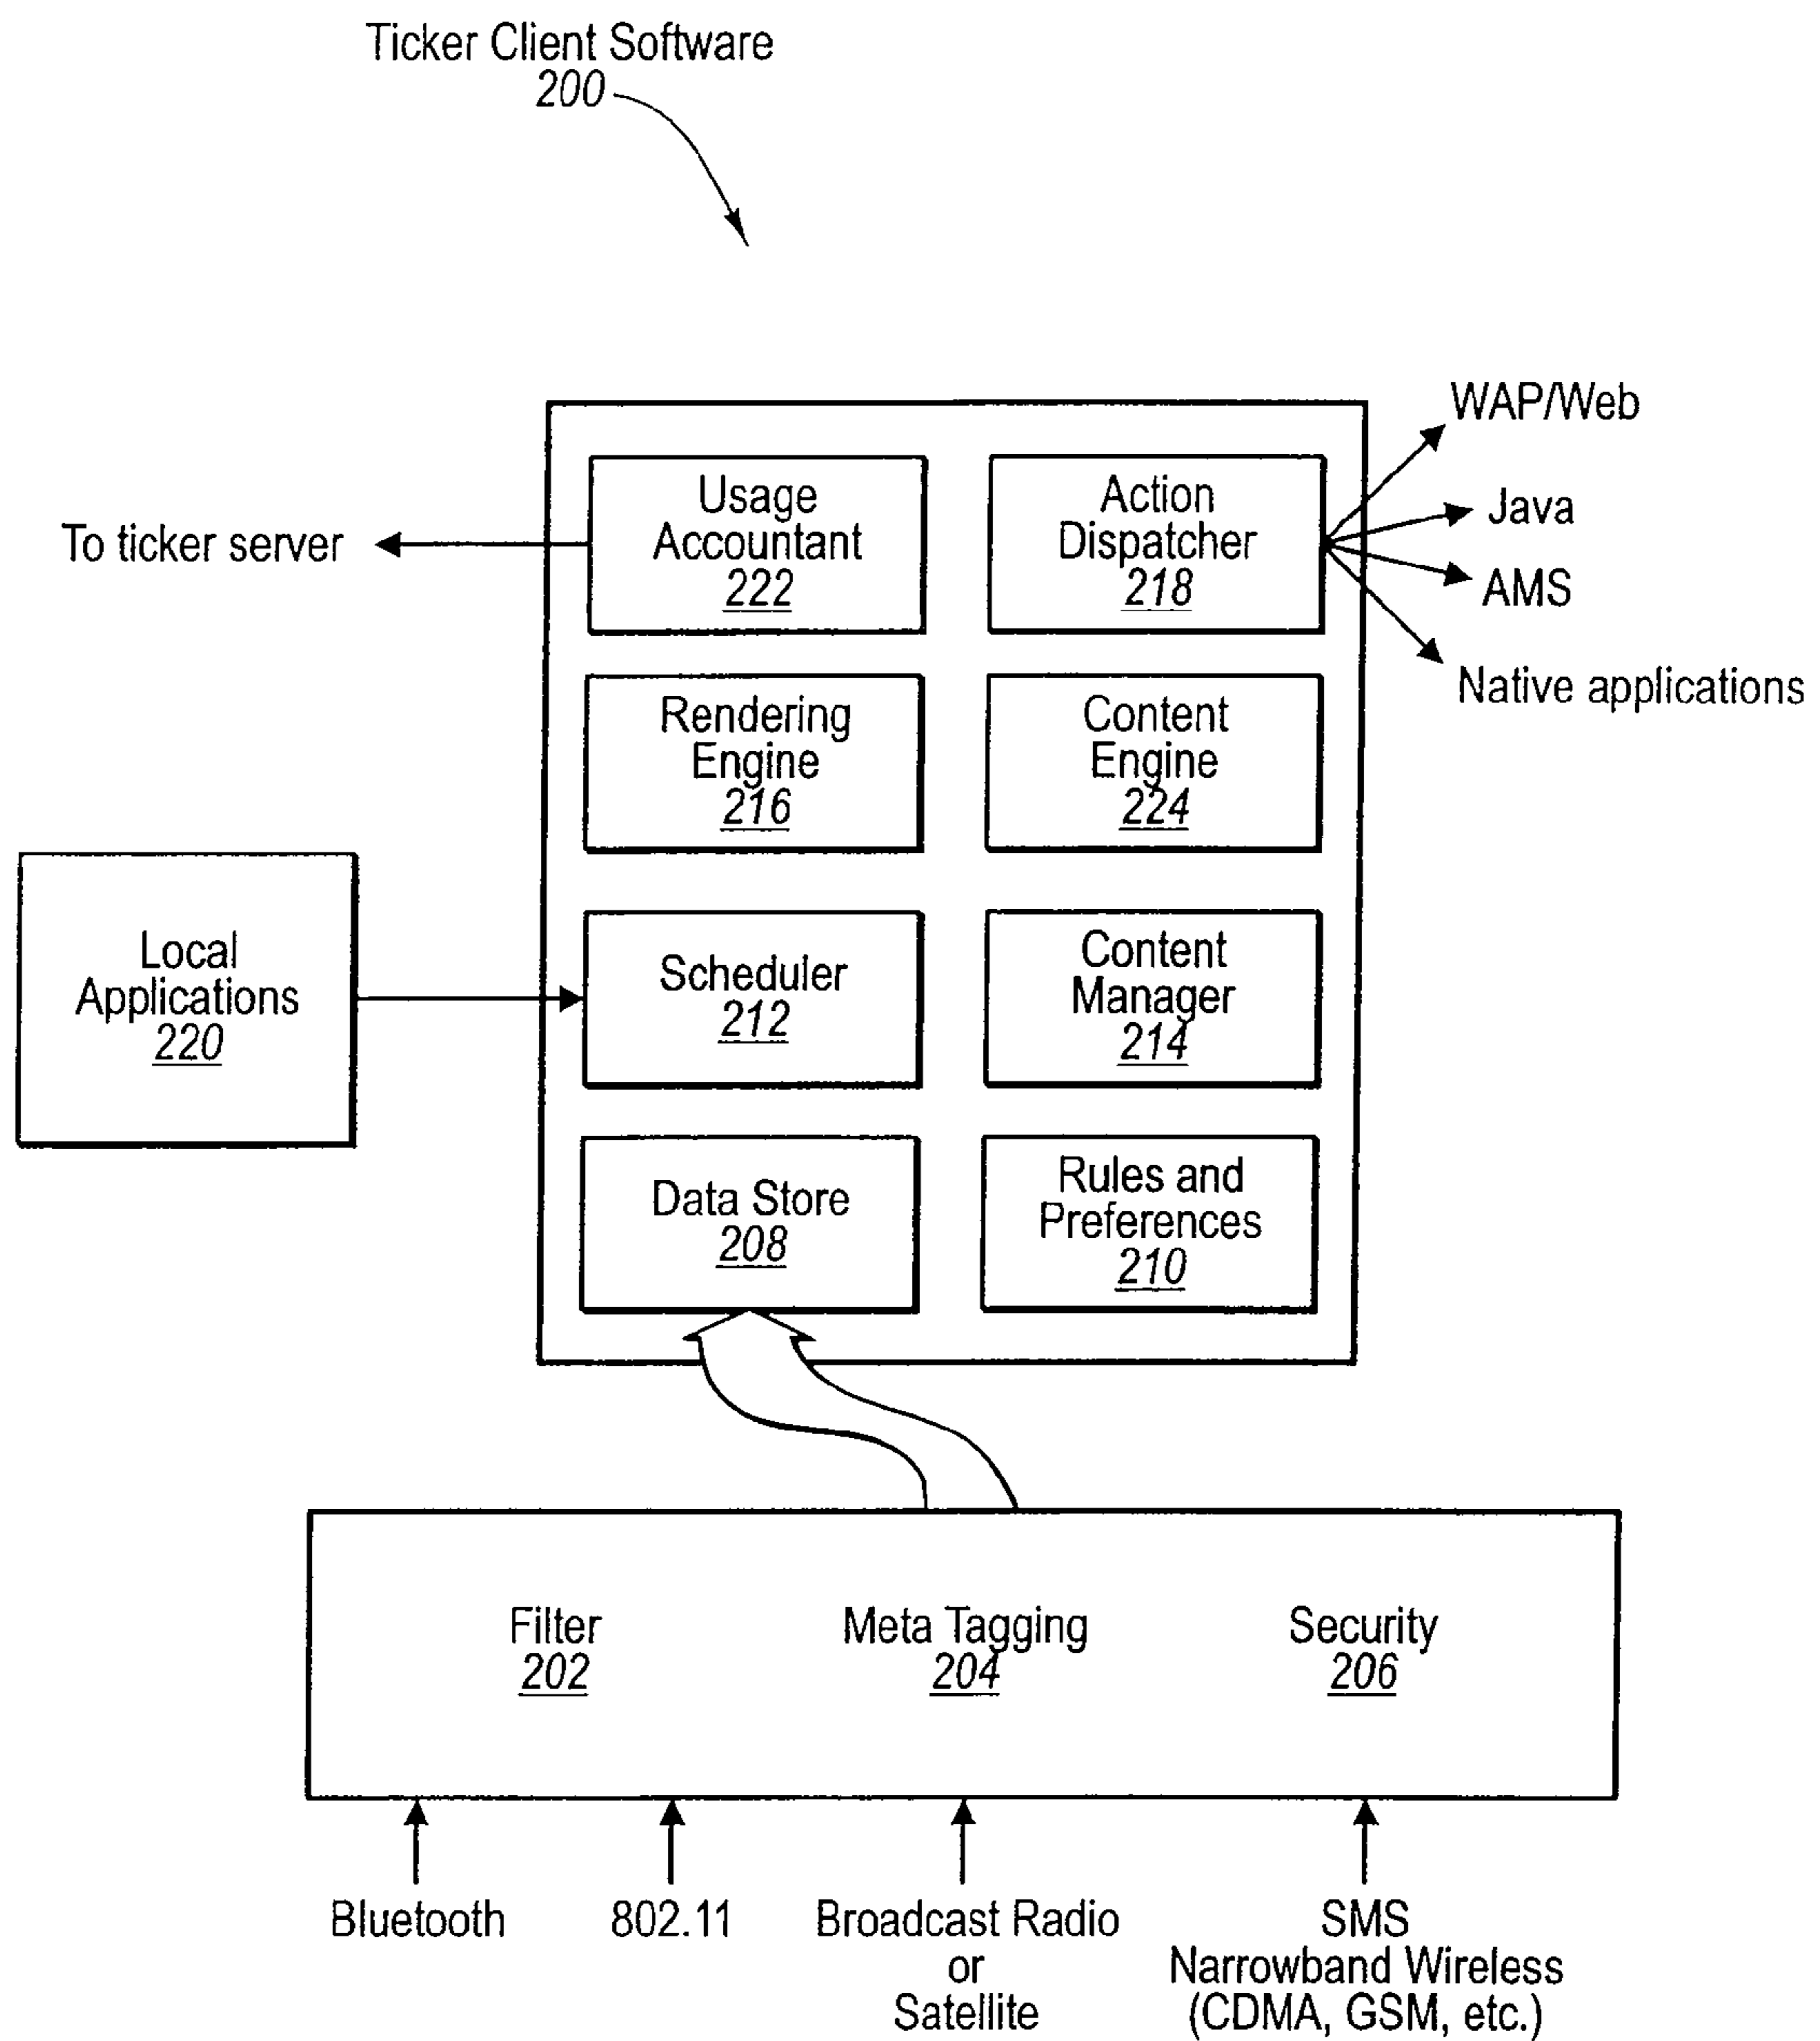 Ticker Client Software
200
WAP/Web
Java
AMS
Native applications
To ticker server
Usage
Accountant
222
Action
Dispatcher
218
Rendering
Engine
216
Content
Engine
224
Local
Applications
220
Scheduler
212
Content
Manager
214
Data Store
208
Rules and
Preferences
210
Filter
202
Meta Tagging
204
Security
206
Bluetooth
802.11
Broadcast Radio
or
Satellite
SMS
Narrowband Wireless
(CDMA, GSM, etc.)